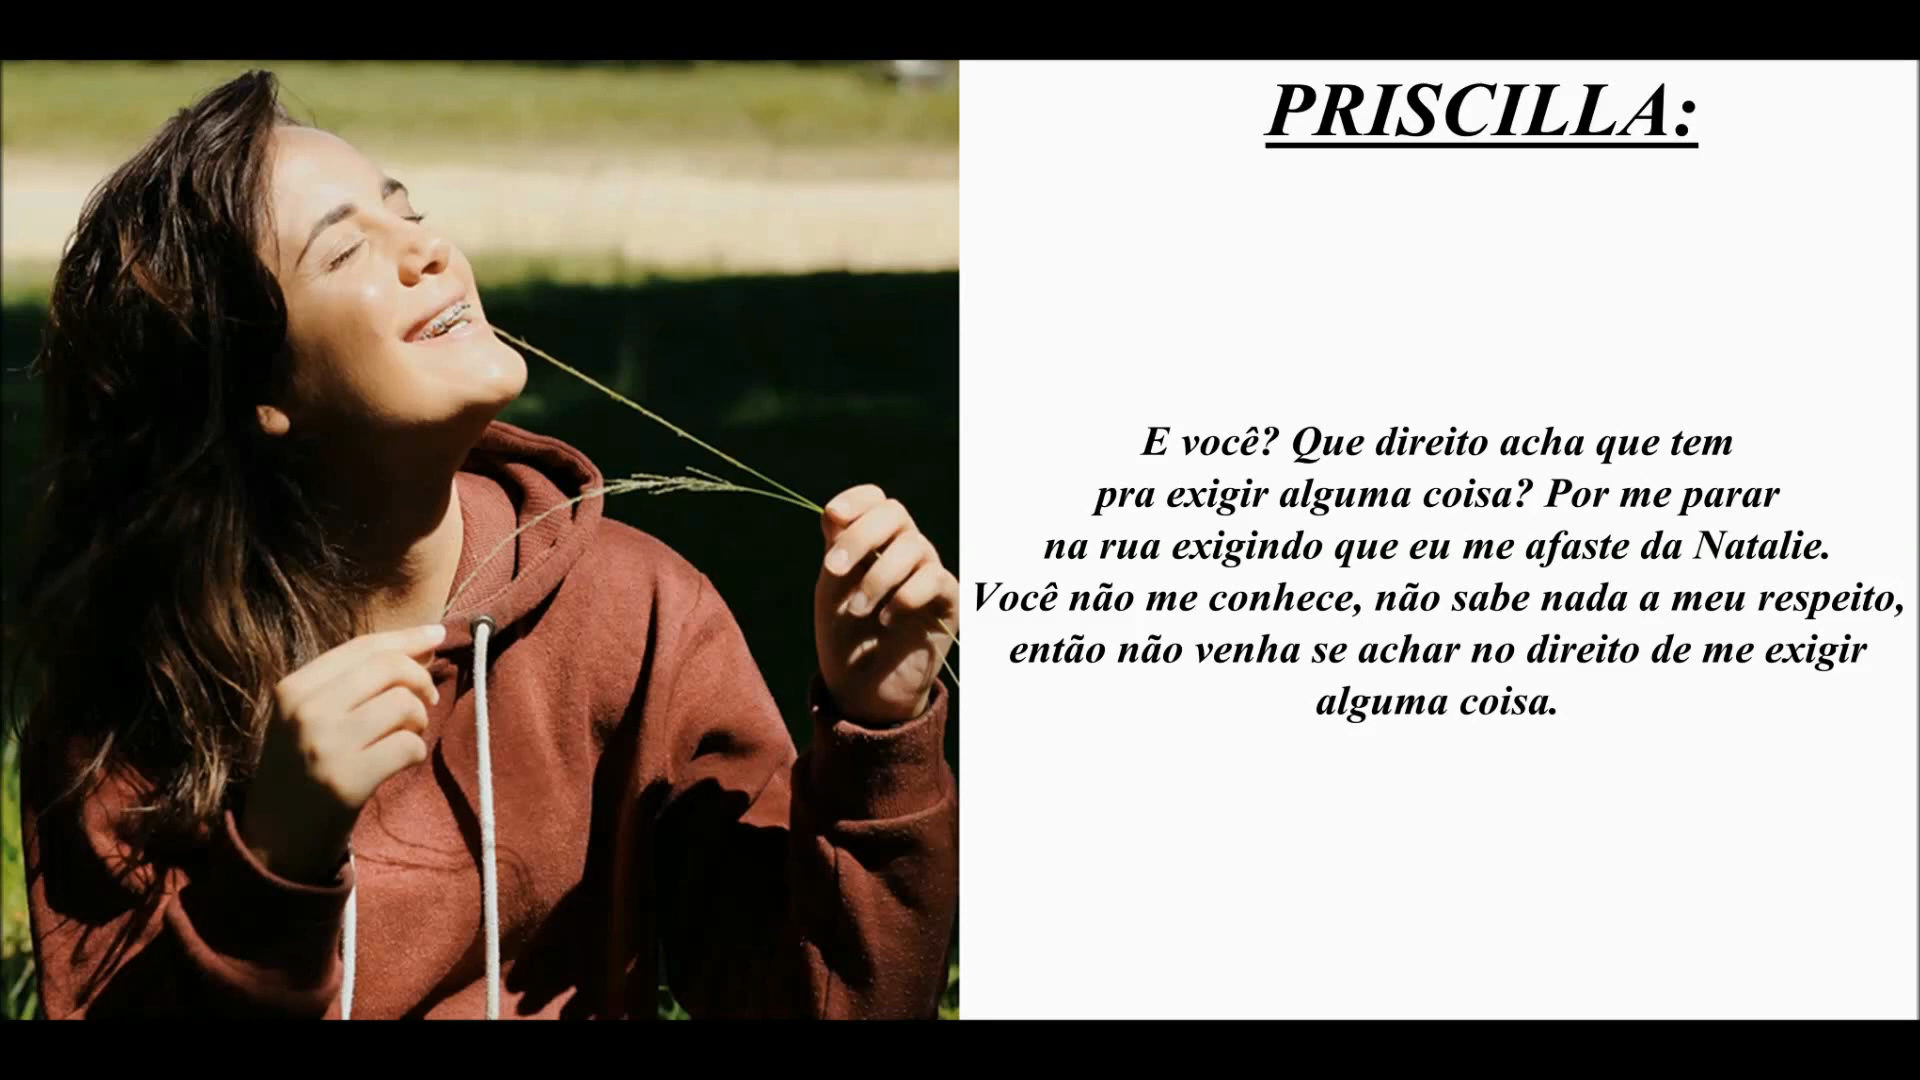 PRISCILLA:
E você? Que direito acha que tem
pra exigir alguma coisa? Por me parar
na rua exigindo que eu me afaste da Natalie.
Você não me conhece, não sabe nada a meu respeito,
então não venha se achar no direito de me exigir
alguma coisa.